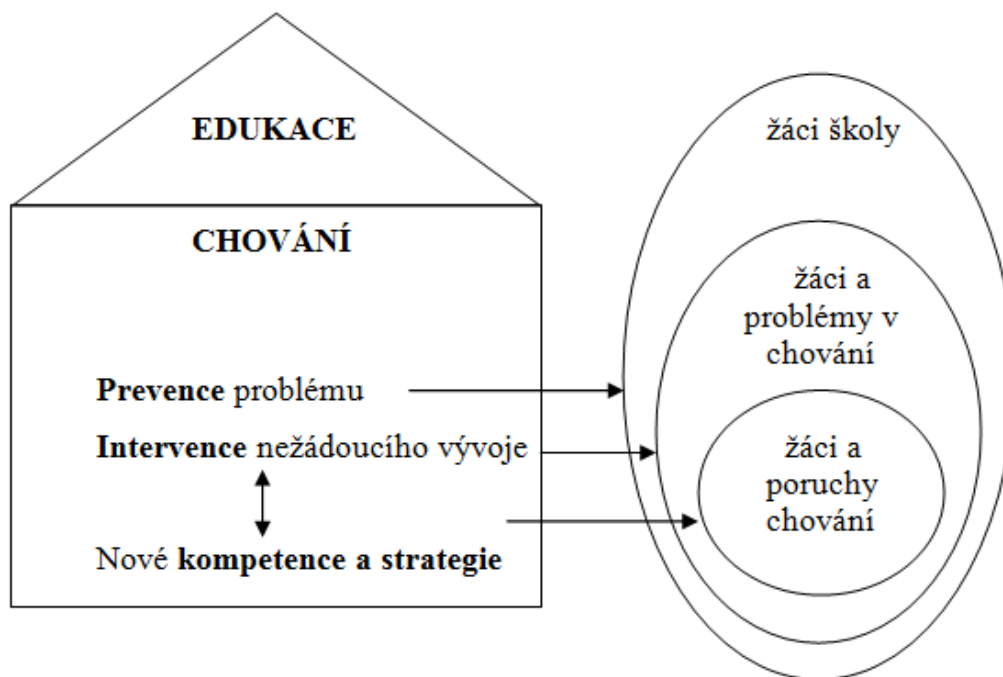 EDUKACE
CHOVÁNÍ
Prevence problému
Intervence nežádoucího vývoje
Nové kompetence a strategie
žáci školy
žáci a
problémy v
chování
žáci a
poruchy
chování